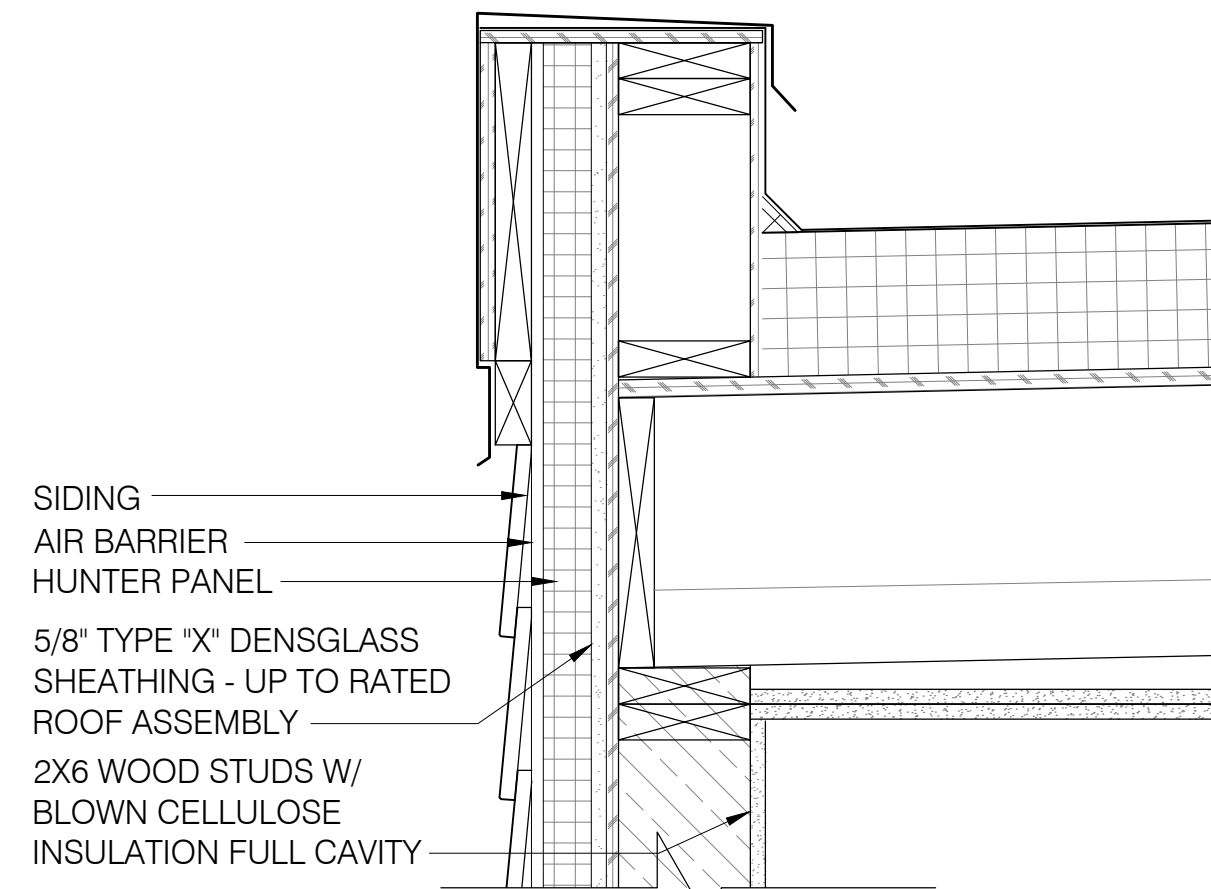 SIDING
AIR BARRIER
HUNTER PANEL
5/8" TYPE "X" DENSGLASS
SHEATHING - UP TO RATED
ROOF ASSEMBLY
2X6 WOOD STUDS W/
BLOWN CELLULOSE
INSULATION FULL CAVITY